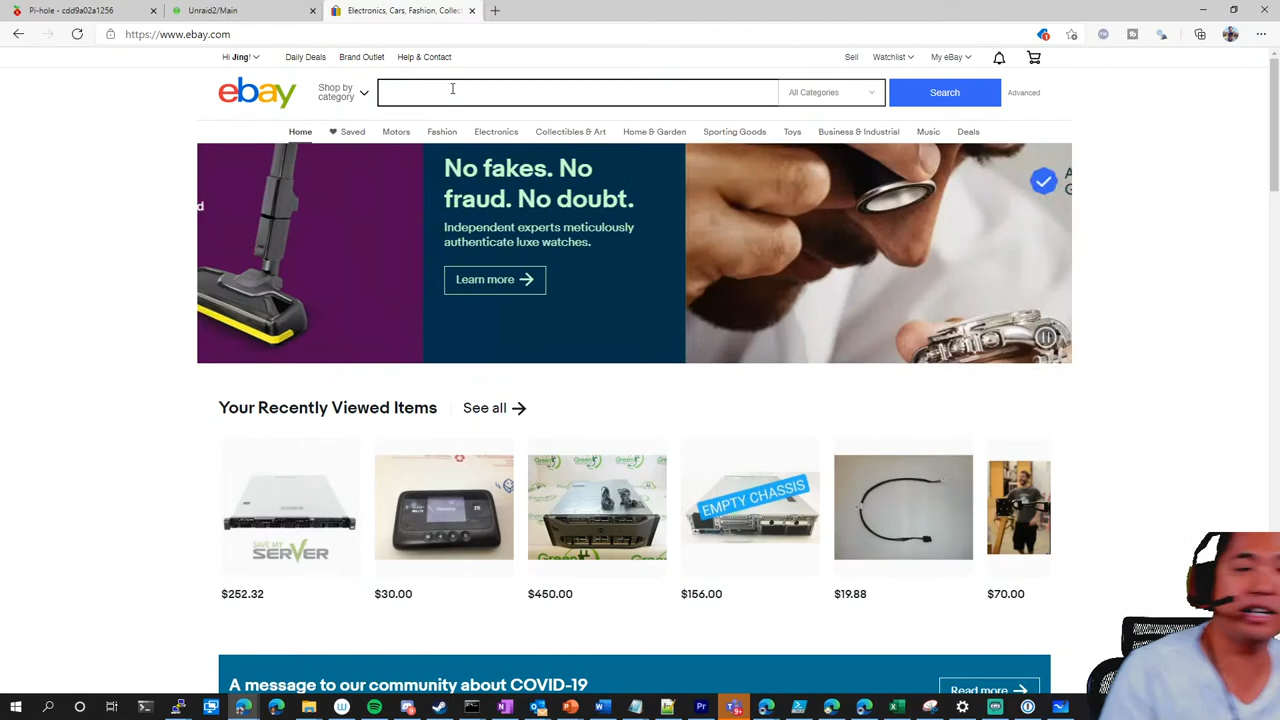 Pi-hole - cdd9a02a1256
Unraid2/Main
Electronics, Cars, Fashion, Collect
https://www.ebay.com
Hi Jing!
Daily Deals
Brand Outlet
Help & Contact
Sell
Watchlist
My eBay
ebay
Shop by
category
All Categories
Search
Advanced
Home
Saved
Motors
Fashion
Electronics
Collectibles & Art
Home & Garden
Sporting Goods
Toys
Business & Industrial
Music
Deals
d
No fakes. No
fraud. No doubt.
Independent experts meticulously
authenticate luxe watches.
Learn more
Your Recently Viewed Items
See all
SAVE MY
SERVER
EMPTY CHASSIS
$252.32
$30.00
$450.00
$156.00
$19.88
$70.00
A message to our community about COVID-19
Read more